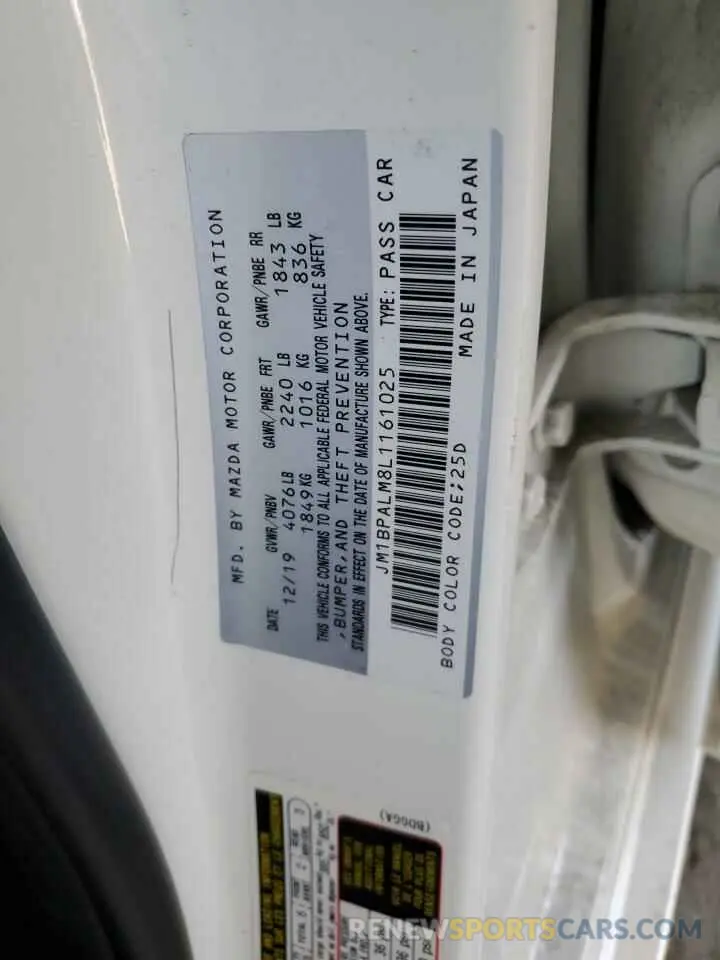 MFD. BY MAZDA MOTOR CORPORATION
DATE GVWR/PNBV GAWR/PNBE FRT GAWR/PNBE RR
12/19 4076LB 2240 LB 1843 LB
1849KG 1016 KG 836 KG
THIS VEHICLE CONFORMS TO ALL APPLICABLE FEDERAL MOTOR VEHICLE SAFETY
,BUMPER,AND THEFT PREVENTION
STANDARDS IN EFFECT ON THE DATE OF MANUFACTURE SHOWN ABOVE.
JM1BPALM8L1161025 TYPE: PASS CAR
BODY COLOR CODE;25D MADE IN JAPAN
(BDGGA)
TOTAL 5
RENEWSPORTSCARS.COM